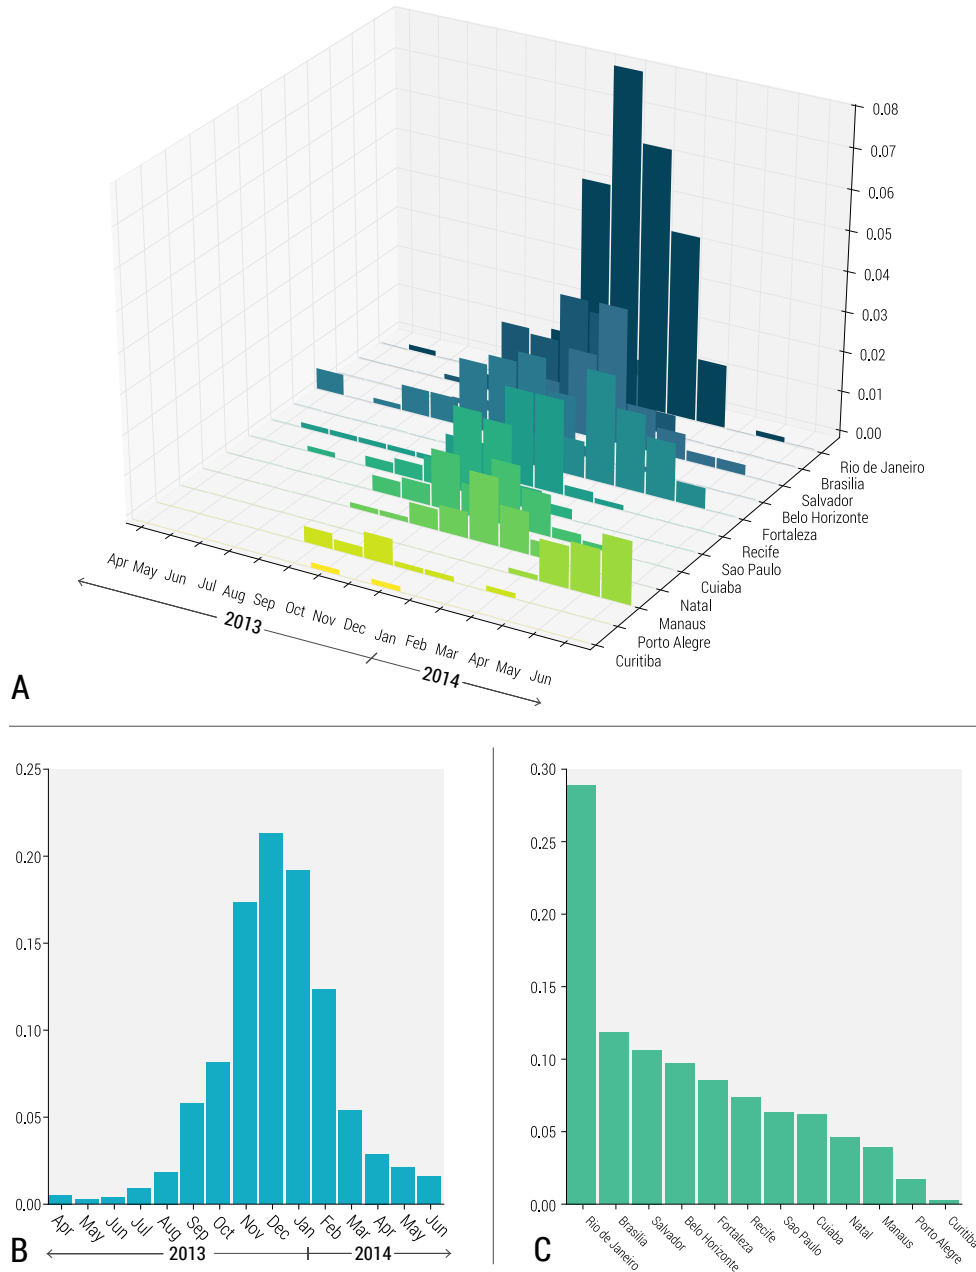 0.08
0.07
0.06
0.05
0.04
0.03
0.02
0.01
0.00
Rio de Janeiro
Brasilia
Salvador
Belo Horizonte
Fortaleza
Recife
Sao Paulo
Cuiaba
Natal
Manaus
Porto Alegre
Curitiba
Apr May Jun Jul Aug Sep Oct Nov Dec Jan Feb Mar Apr May Jun
2013
2014
A
0.25
0.20
0.15
0.10
0.05
0.00
Apr May Jun Jul Aug Sep Oct Nov Dec Jan Feb Mar Apr May Jun
2013 2014
B
0.30
0.25
0.20
0.15
0.10
0.05
0.00
Rio de Janeiro
Brasilia
Salvador
Belo Horizonte
Fortaleza
Recife
Sao Paulo
Cuiaba
Natal
Manaus
Porto Alegre
Curitiba
C